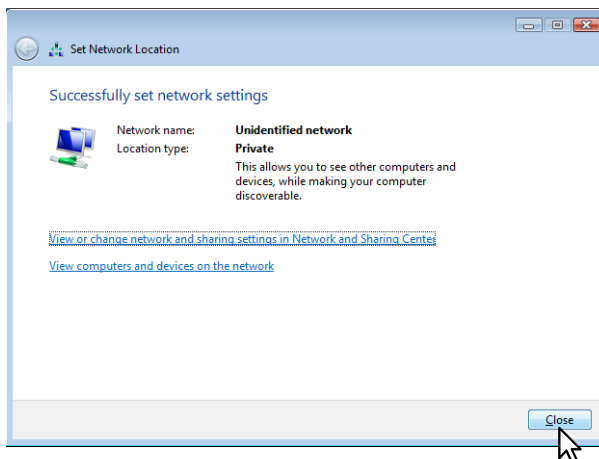 Set Network Location
Successfully set network settings
Network name: Unidentified network
Location type: Private
This allows you to see other computers and
devices, while making your computer
discoverable.
View or change network and sharing settings in Network and Sharing Center
View computers and devices on the network
Close